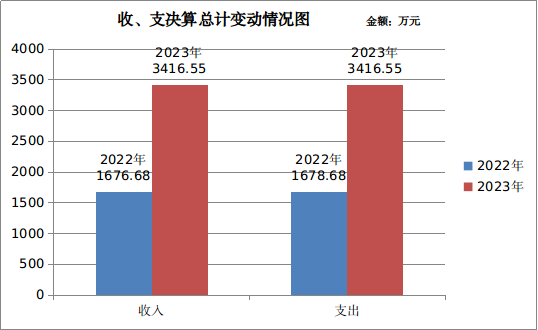 收、支决算总计变动情况图 金额：万元
4000
3500
3000
2500
2000
1500
1000
500
0
2023年
3416.55
2022年
1676.68
2023年
3416.55
2022年
1678.68
收入
支出
2022年
2023年